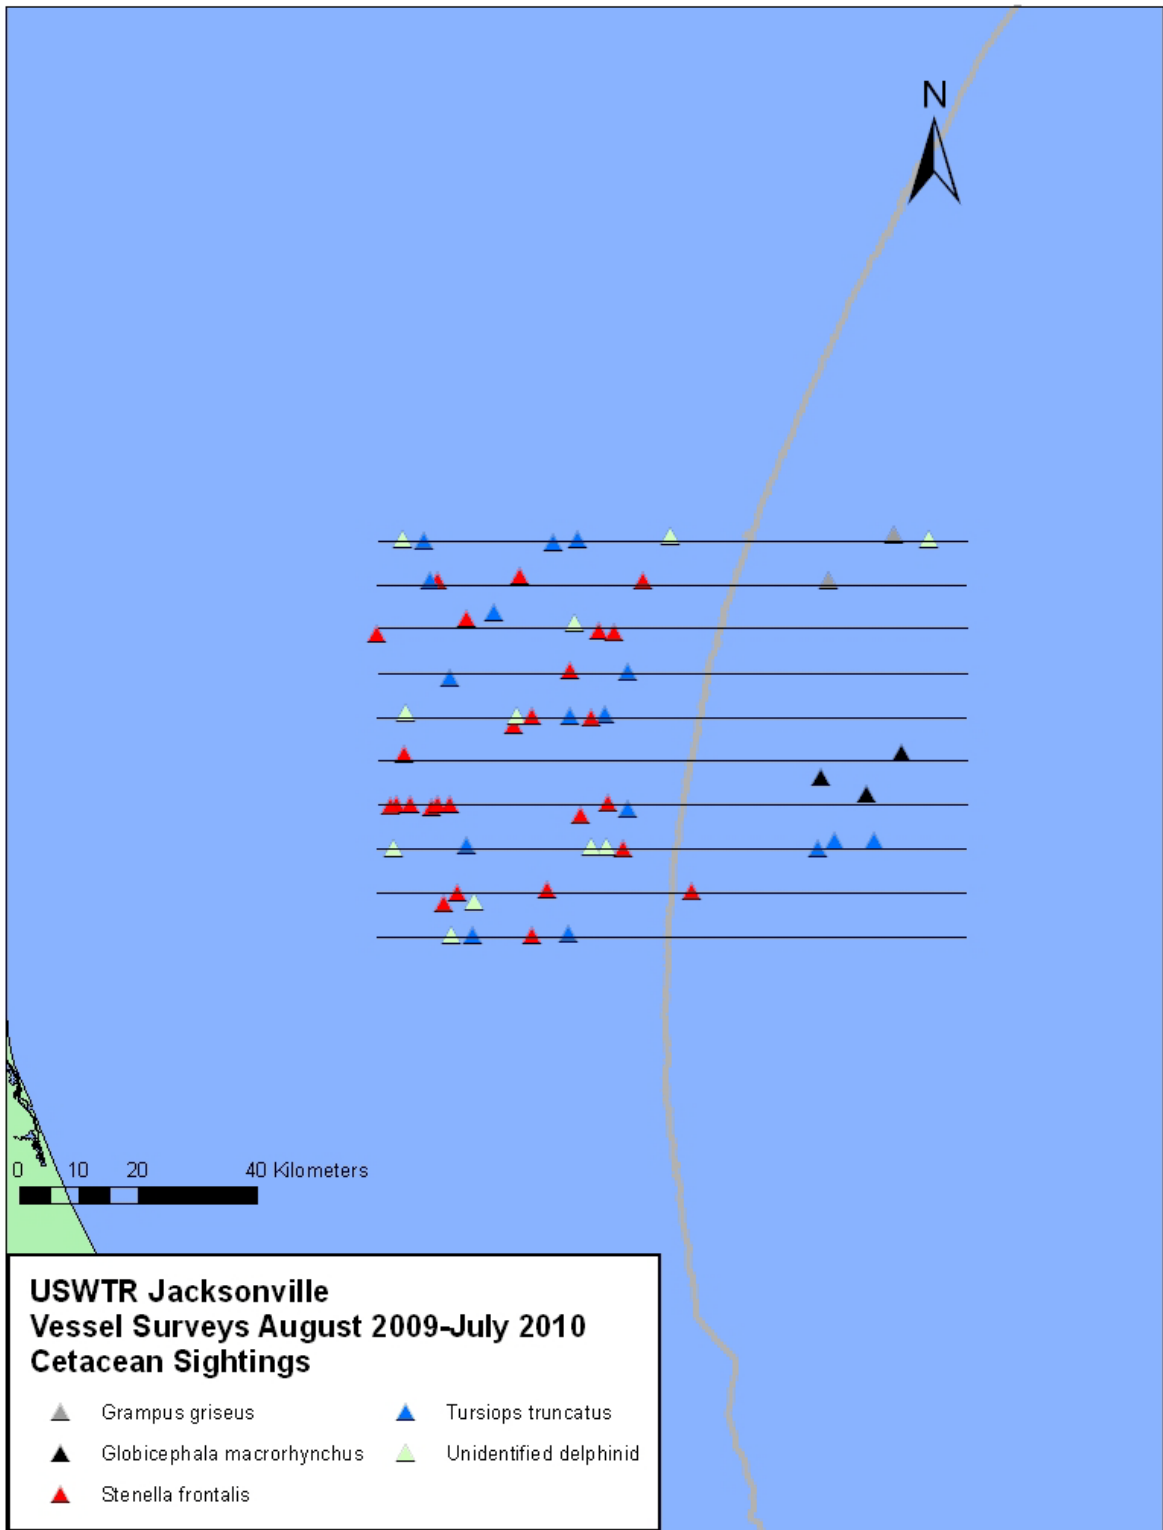 N
0 10 20 40 Kilometers
USWTR Jacksonville
Vessel Surveys August 2009-July 2010
Cetacean Sightings
Grampus griseus
Globicephala macrorhynchus
Stenella frontalis
Tursiops truncatus
Unidentified delphinid